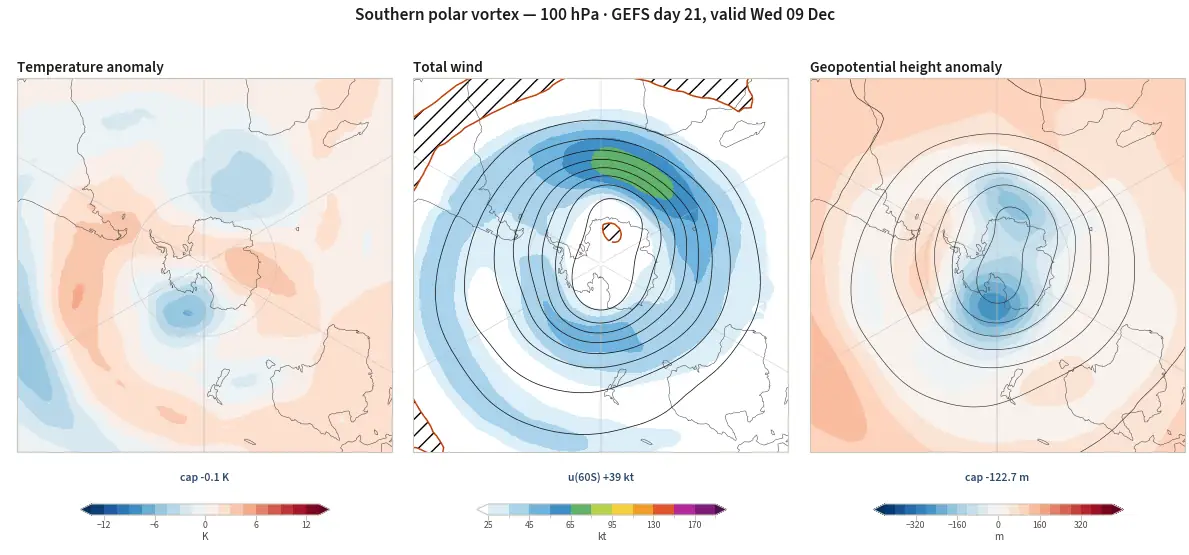 Southern polar vortex — 100 hPa · GEFS day 21, valid Wed 09 Dec
Temperature anomaly
Total wind
Geopotential height anomaly
cap -0.1 K
u(60S) +39 kt
cap -122.7 m
−12 −6 0 6 12
K
25 45 65 95 130 170
kt
−320 −160 0 160 320
m